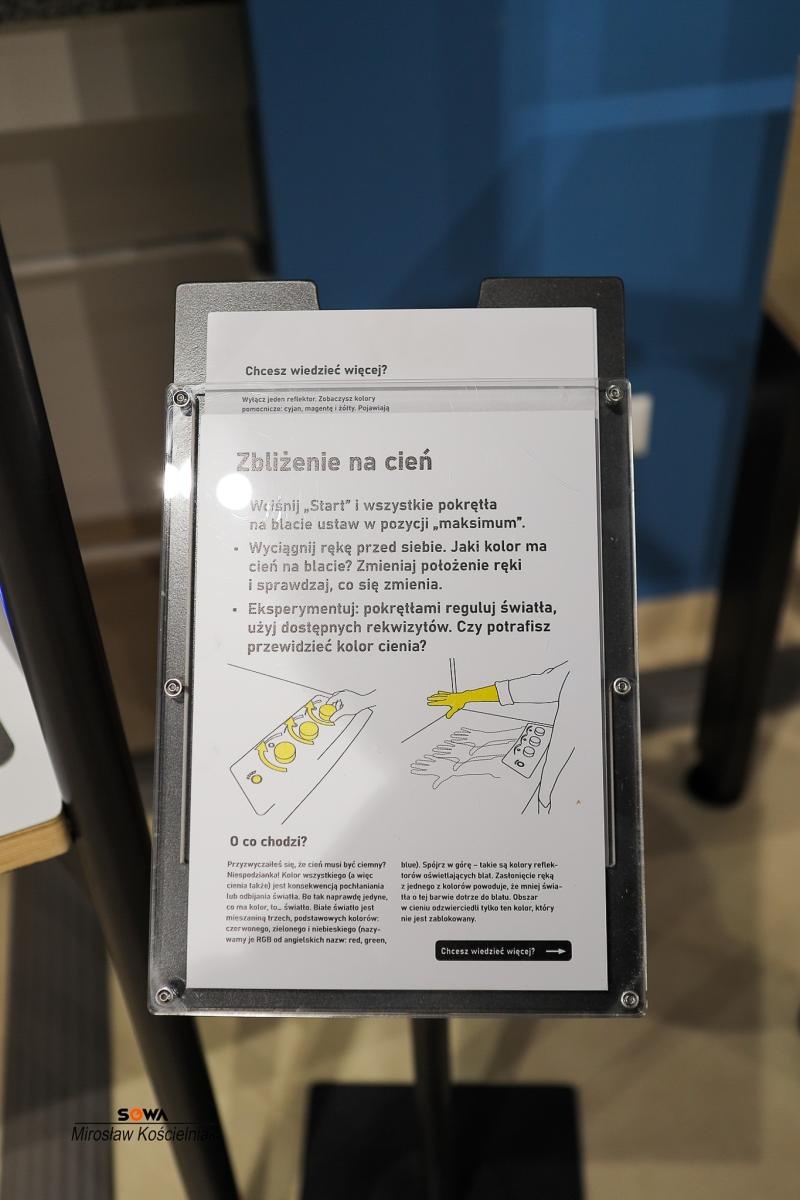 Chcesz wiedzieć więcej?
Wyłącz jeden reflektor. Zobaczysz kolory
pomocnicze: cyjan, magentę i żółty. Pojawiają
Zbliżenie na cień
Wciśnij „Start” i wszystkie pokrętła
na blacie ustaw w pozycji „maksimum”.
• Wyciągnij rękę przed siebie. Jaki kolor ma
cień na blacie? Zmieniaj położenie ręki
i sprawdzaj, co się zmienia.
• Eksperymentuj: pokrętłami reguluj światła,
użyj dostępnych rekwizytów. Czy potrafisz
przewidzieć kolor cienia?
O co chodzi?
Przyzwyczaiłeś się, że cień musi być ciemny?
Niespodzianka! Kolor wszystkiego (a więc
cienia także) jest konsekwencją pochłaniania
lub odbijania światła. Bo tak naprawdę jedyne,
co ma kolor, to… światło. Białe światło jest
mieszaniną trzech, podstawowych kolorów:
czerwonego, zielonego i niebieskiego (nazy-
wamy je RGB od angielskich nazw: red, green,
blue). Spójrz w górę – takie są kolory reflek-
torów oświetlających blat. Zasłonięcie ręką
z jednego z kolorów powoduje, że mniej świa-
tła o tej barwie dotrze do blatu. Obszar
w cieniu odzwierciedli tylko ten kolor, który
nie jest zablokowany.
Chcesz wiedzieć więcej?
SOWA
Mirosław Kościelniak